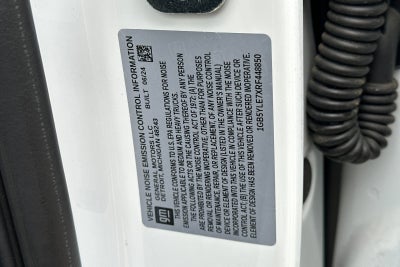 gm
VEHICLE NOISE EMISSION CONTROL INFORMATION
GENERAL MOTORS LLC
DETROIT, MICHIGAN 48243
BUILT 06/24
THIS VEHICLE CONFORMS TO U.S. EPA REGULATIONS FOR NOISE
EMISSION APPLICABLE TO MEDIUM AND HEAVY TRUCKS.
THE FOLLOWING ACTS OR THE CAUSING THEREOF BY ANY PERSON
ARE PROHIBITED BY THE NOISE CONTROL ACT OF 1972: (A) THE
REMOVAL OR RENDERING INOPERATIVE, OTHER THAN FOR PURPOSES
OF MAINTENANCE, REPAIR, OR REPLACEMENT, OF ANY NOISE CONTROL
DEVICE OR ELEMENT OF DESIGN (LISTED IN THE OWNER'S MANUAL)
INCORPORATED INTO THIS VEHICLE IN COMPLIANCE WITH THE NOISE
CONTROL ACT; (B) THE USE OF THIS VEHICLE AFTER SUCH DEVICE OR
ELEMENT OF DESIGN HAS BEEN REMOVED OR RENDERED INOPERATIVE.
1GB5YLE7XRF448850